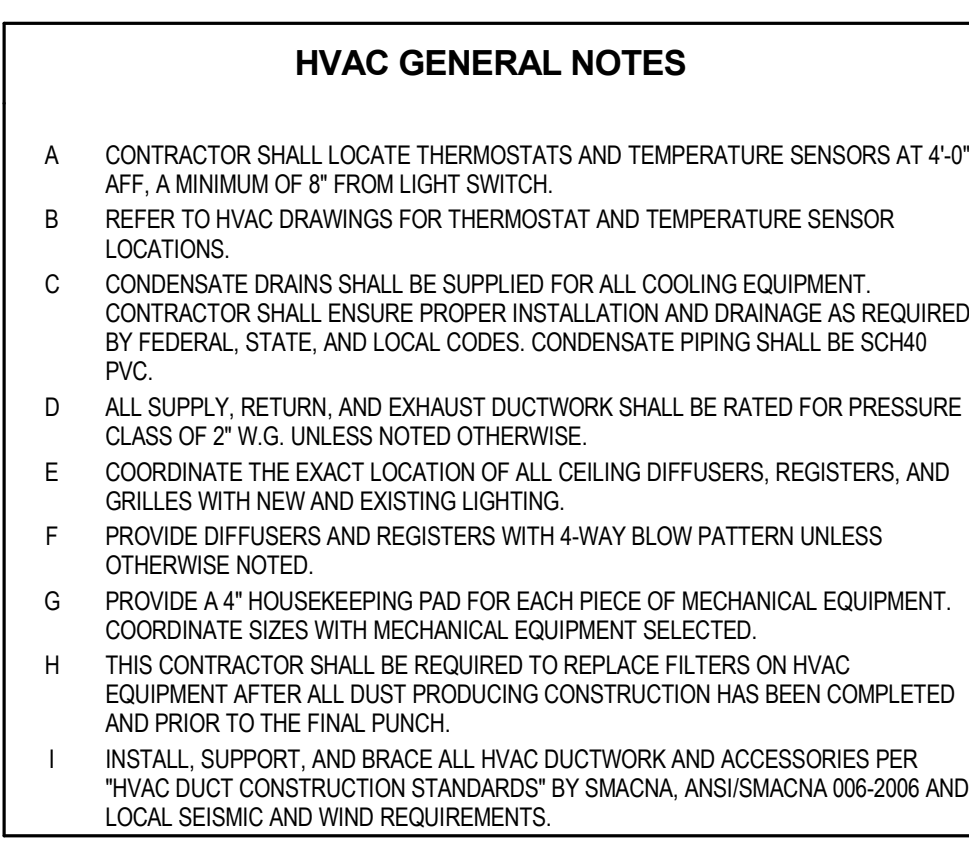 HVAC GENERAL NOTES
A CONTRACTOR SHALL LOCATE THERMOSTATS AND TEMPERATURE SENSORS AT 4'-0"
AFF, A MINIMUM OF 8" FROM LIGHT SWITCH.
B REFER TO HVAC DRAWINGS FOR THERMOSTAT AND TEMPERATURE SENSOR
LOCATIONS.
C CONDENSATE DRAINS SHALL BE SUPPLIED FOR ALL COOLING EQUIPMENT.
CONTRACTOR SHALL ENSURE PROPER INSTALLATION AND DRAINAGE AS REQUIRED
BY FEDERAL, STATE, AND LOCAL CODES. CONDENSATE PIPING SHALL BE SCH40
PVC.
D ALL SUPPLY, RETURN, AND EXHAUST DUCTWORK SHALL BE RATED FOR PRESSURE
CLASS OF 2" W.G. UNLESS NOTED OTHERWISE.
E COORDINATE THE EXACT LOCATION OF ALL CEILING DIFFUSERS, REGISTERS, AND
GRILLES WITH NEW AND EXISTING LIGHTING.
F PROVIDE DIFFUSERS AND REGISTERS WITH 4-WAY BLOW PATTERN UNLESS
OTHERWISE NOTED.
G PROVIDE A 4" HOUSEKEEPING PAD FOR EACH PIECE OF MECHANICAL EQUIPMENT.
COORDINATE SIZES WITH MECHANICAL EQUIPMENT SELECTED.
H THIS CONTRACTOR SHALL BE REQUIRED TO REPLACE FILTERS ON HVAC
EQUIPMENT AFTER ALL DUST PRODUCING CONSTRUCTION HAS BEEN COMPLETED
AND PRIOR TO THE FINAL PUNCH.
I INSTALL, SUPPORT, AND BRACE ALL HVAC DUCTWORK AND ACCESSORIES PER
"HVAC DUCT CONSTRUCTION STANDARDS" BY SMACNA, ANSI/SMACNA 006-2006 AND
LOCAL SEISMIC AND WIND REQUIREMENTS.